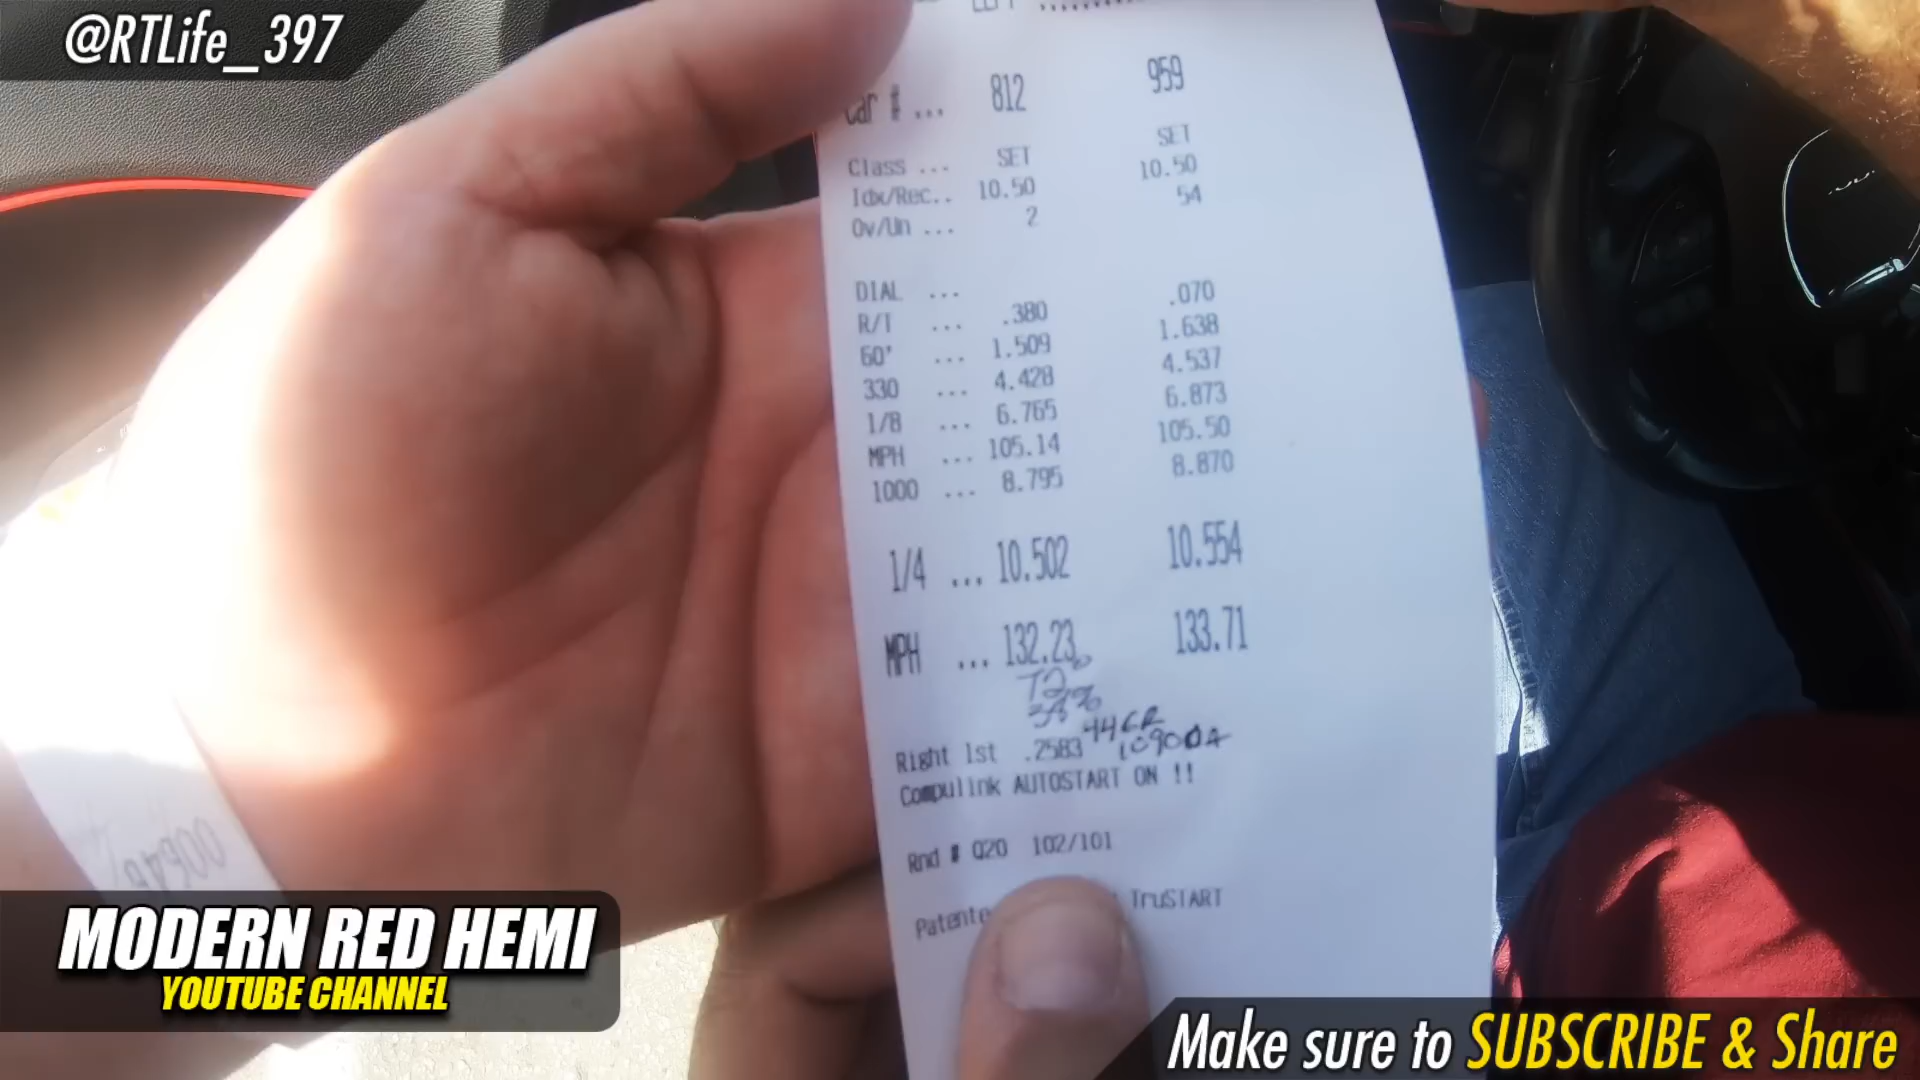 @RTLife_397
Car # ... 812 959
Class ... SET SET
Idx/Rec.. 10.50 10.50
Ov/Un ... 2 54
DIAL ...
R/T ... .380 .070
60' ... 1.509 1.638
330 ... 4.428 4.537
1/8 ... 6.765 6.873
MPH ... 105.14 105.50
1000 ... 8.795 8.870
1/4 ... 10.502 10.554
MPH ... 132.23 133.71
72°
Right 1st .2583
Compulink AUTOSTART ON !!
Rnd # Q20 102/101
TruSTART
MODERN RED HEMI
YOUTUBE CHANNEL
Make sure to SUBSCRIBE & Share